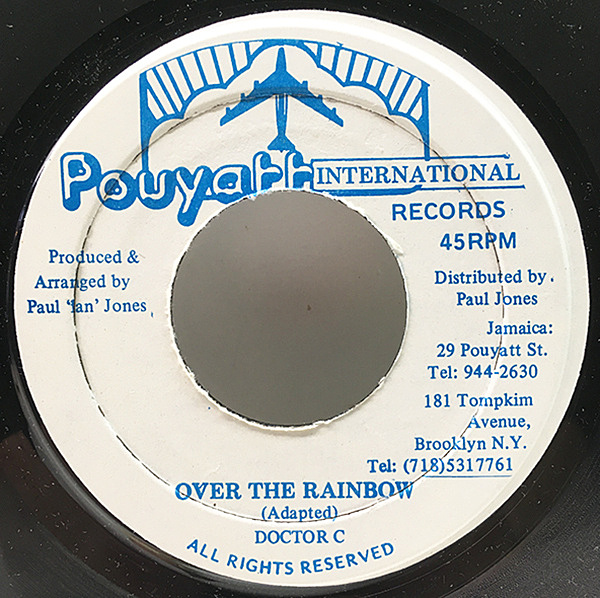 Pouyatt INTERNATIONAL
RECORDS
45RPM
Produced &
Arranged by
Paul 'Ian' Jones
Distributed by
Paul Jones
Jamaica:
29 Pouyatt St.
Tel: 944-2630
181 Tompkim
Avenue,
Brooklyn N.Y.
Tel: (718)5317761
OVER THE RAINBOW
(Adapted)
DOCTOR C
ALL RIGHTS RESERVED